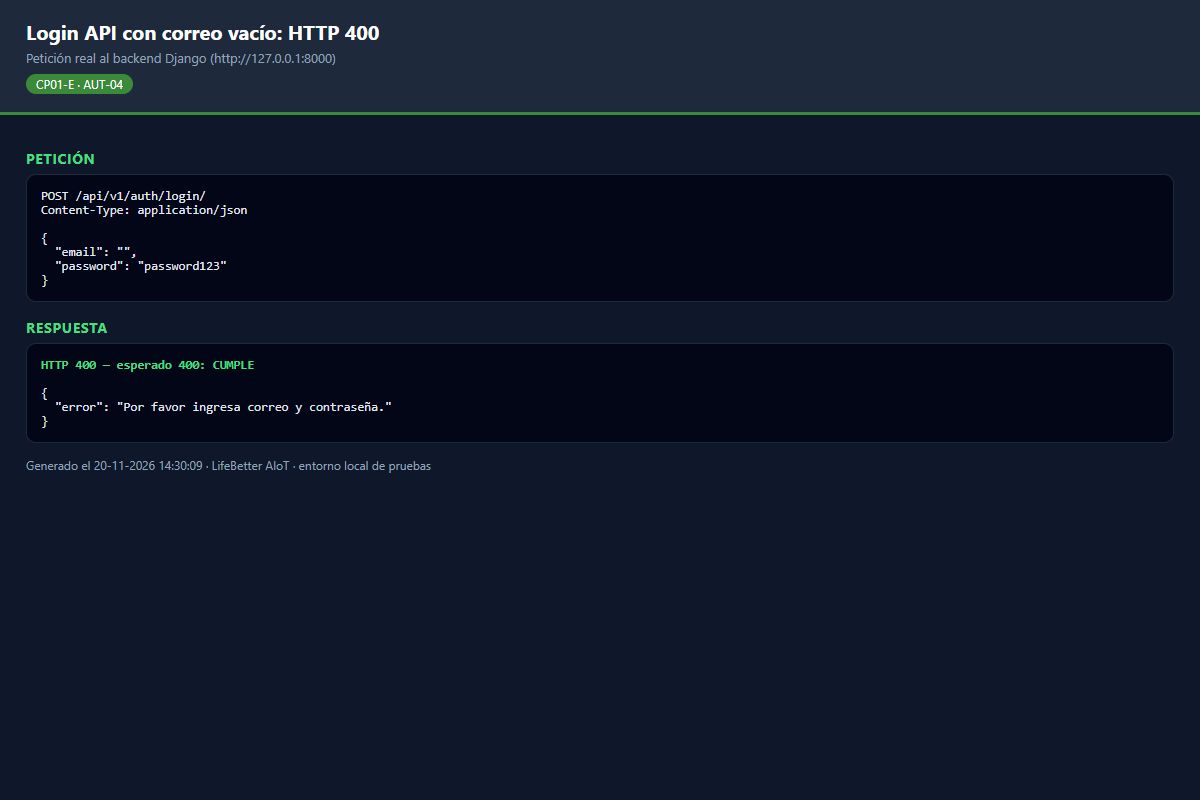 Login API con correo vacío: HTTP 400
Petición real al backend Django (http://127.0.0.1:8000)
CP01-E · AUT-04
PETICIÓN
POST /api/v1/auth/login/
Content-Type: application/json
{
  "email": "",
  "password": "password123"
}
RESPUESTA
HTTP 400 — esperado 400: CUMPLE
{
  "error": "Por favor ingresa correo y contraseña."
}
Generado el 20-11-2026 14:30:09 · LifeBetter AIoT · entorno local de pruebas